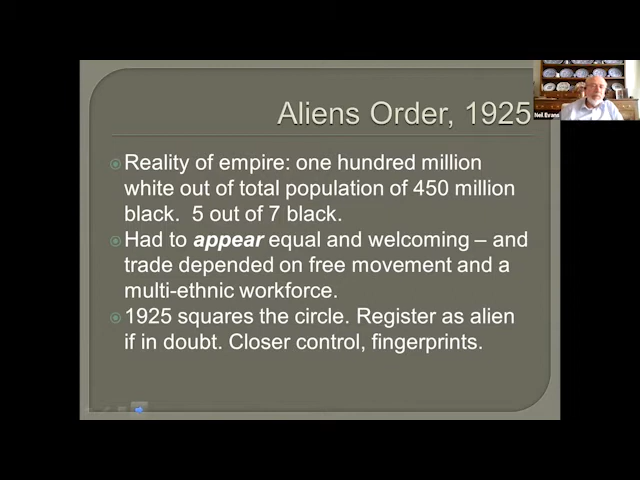 Aliens Order, 1925
Neil Evans
Reality of empire: one hundred million
white out of total population of 450 million
black. 5 out of 7 black.
Had to appear equal and welcoming – and
trade depended on free movement and a
multi-ethnic workforce.
1925 squares the circle. Register as alien
if in doubt. Closer control, fingerprints.